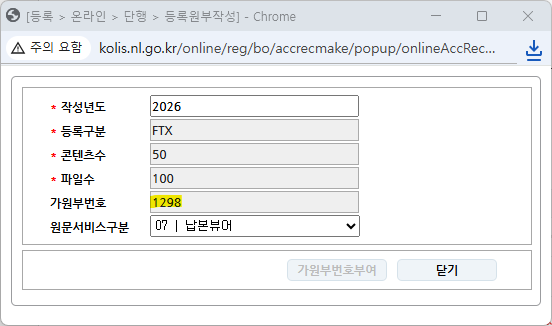 [등록 > 온라인 > 단행 > 등록원부작성] - Chrome
주의 요함 kolis.nl.go.kr/online/reg/bo/accrecmake/popup/onlineAccRec...
* 작성년도 2026
* 등록구분 FTX
* 콘텐츠수 50
* 파일수 100
가원부번호 1298
원문서비스구분 07 | 납본뷰어
가원부번호부여 닫기